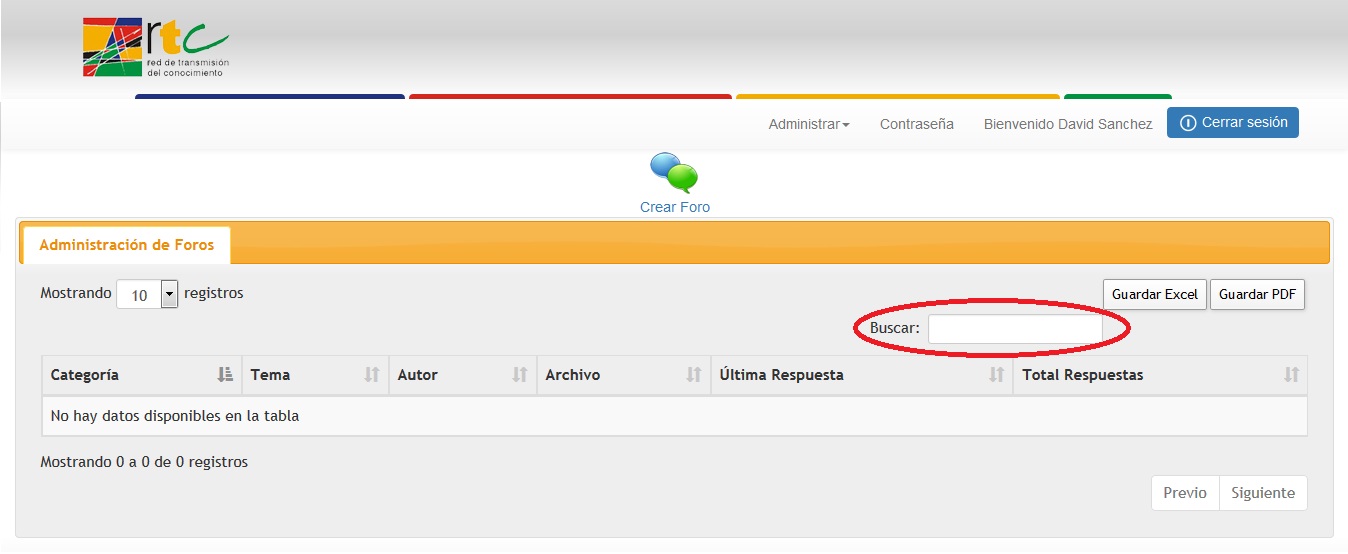 rtc
red de transmisión
del conocimiento
Administrar Contraseña Bienvenido David Sanchez Cerrar sesión
Crear Foro
Administración de Foros
Mostrando 10 registros Guardar Excel Guardar PDF
Buscar:
Categoría Tema Autor Archivo Última Respuesta Total Respuestas
No hay datos disponibles en la tabla
Mostrando 0 a 0 de 0 registros
Previo Siguiente